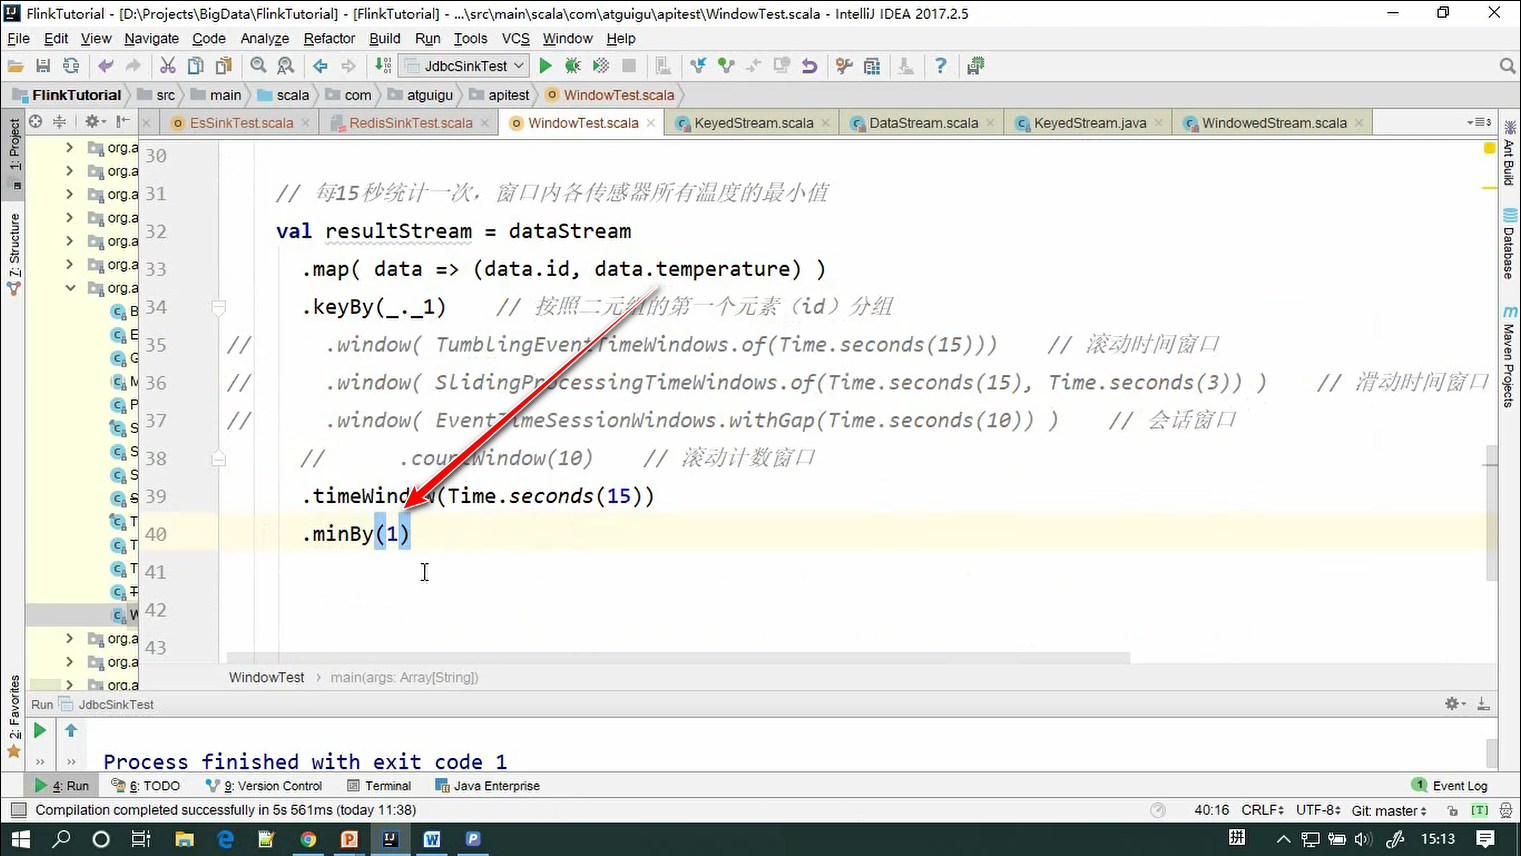 FlinkTutorial - [D:\Projects\BigData\FlinkTutorial] - [FlinkTutorial] - ...\src\main\scala\com\atguigu\apitest\WindowTest.scala - IntelliJ IDEA 2017.2.5
File Edit View Navigate Code Analyze Refactor Build Run Tools VCS Window Help
JdbcSinkTest
FlinkTutorial src main scala com atguigu apitest WindowTest.scala
EsSinkTest.scala RedisSinkTest.scala WindowTest.scala KeyedStream.scala DataStream.scala KeyedStream.java WindowedStream.scala
1: Project
7: Structure
2: Favorites
Ant Build
Database
Maven Projects
org.a
org.a
org.a
org.a
org.a
org.a
org.a
org.a
org.a
org.a
30
31 // 每15秒统计一次，窗口内各传感器所有温度的最小值
32 val resultStream = dataStream
33 .map( data => (data.id, data.temperature) )
34 .keyBy(_._1) // 按照二元组的第一个元素（id）分组
35 // .window( TumblingEventTimeWindows.of(Time.seconds(15))) // 滚动时间窗口
36 // .window( SlidingProcessingTimeWindows.of(Time.seconds(15), Time.seconds(3)) ) // 滑动时间窗口
37 // .window( EventTimeSessionWindows.withGap(Time.seconds(10)) ) // 会话窗口
38 // .countWindow(10) // 滚动计数窗口
39 .timeWindow(Time.seconds(15))
40 .minBy(1)
41
42
43
WindowTest main(args: Array[String])
Run JdbcSinkTest
Process finished with exit code 1
4: Run 6: TODO 9: Version Control Terminal Java Enterprise 1 Event Log
Compilation completed successfully in 5s 561ms (today 11:38) 40:16 CRLF UTF-8 Git: master [T]
拼 15:13